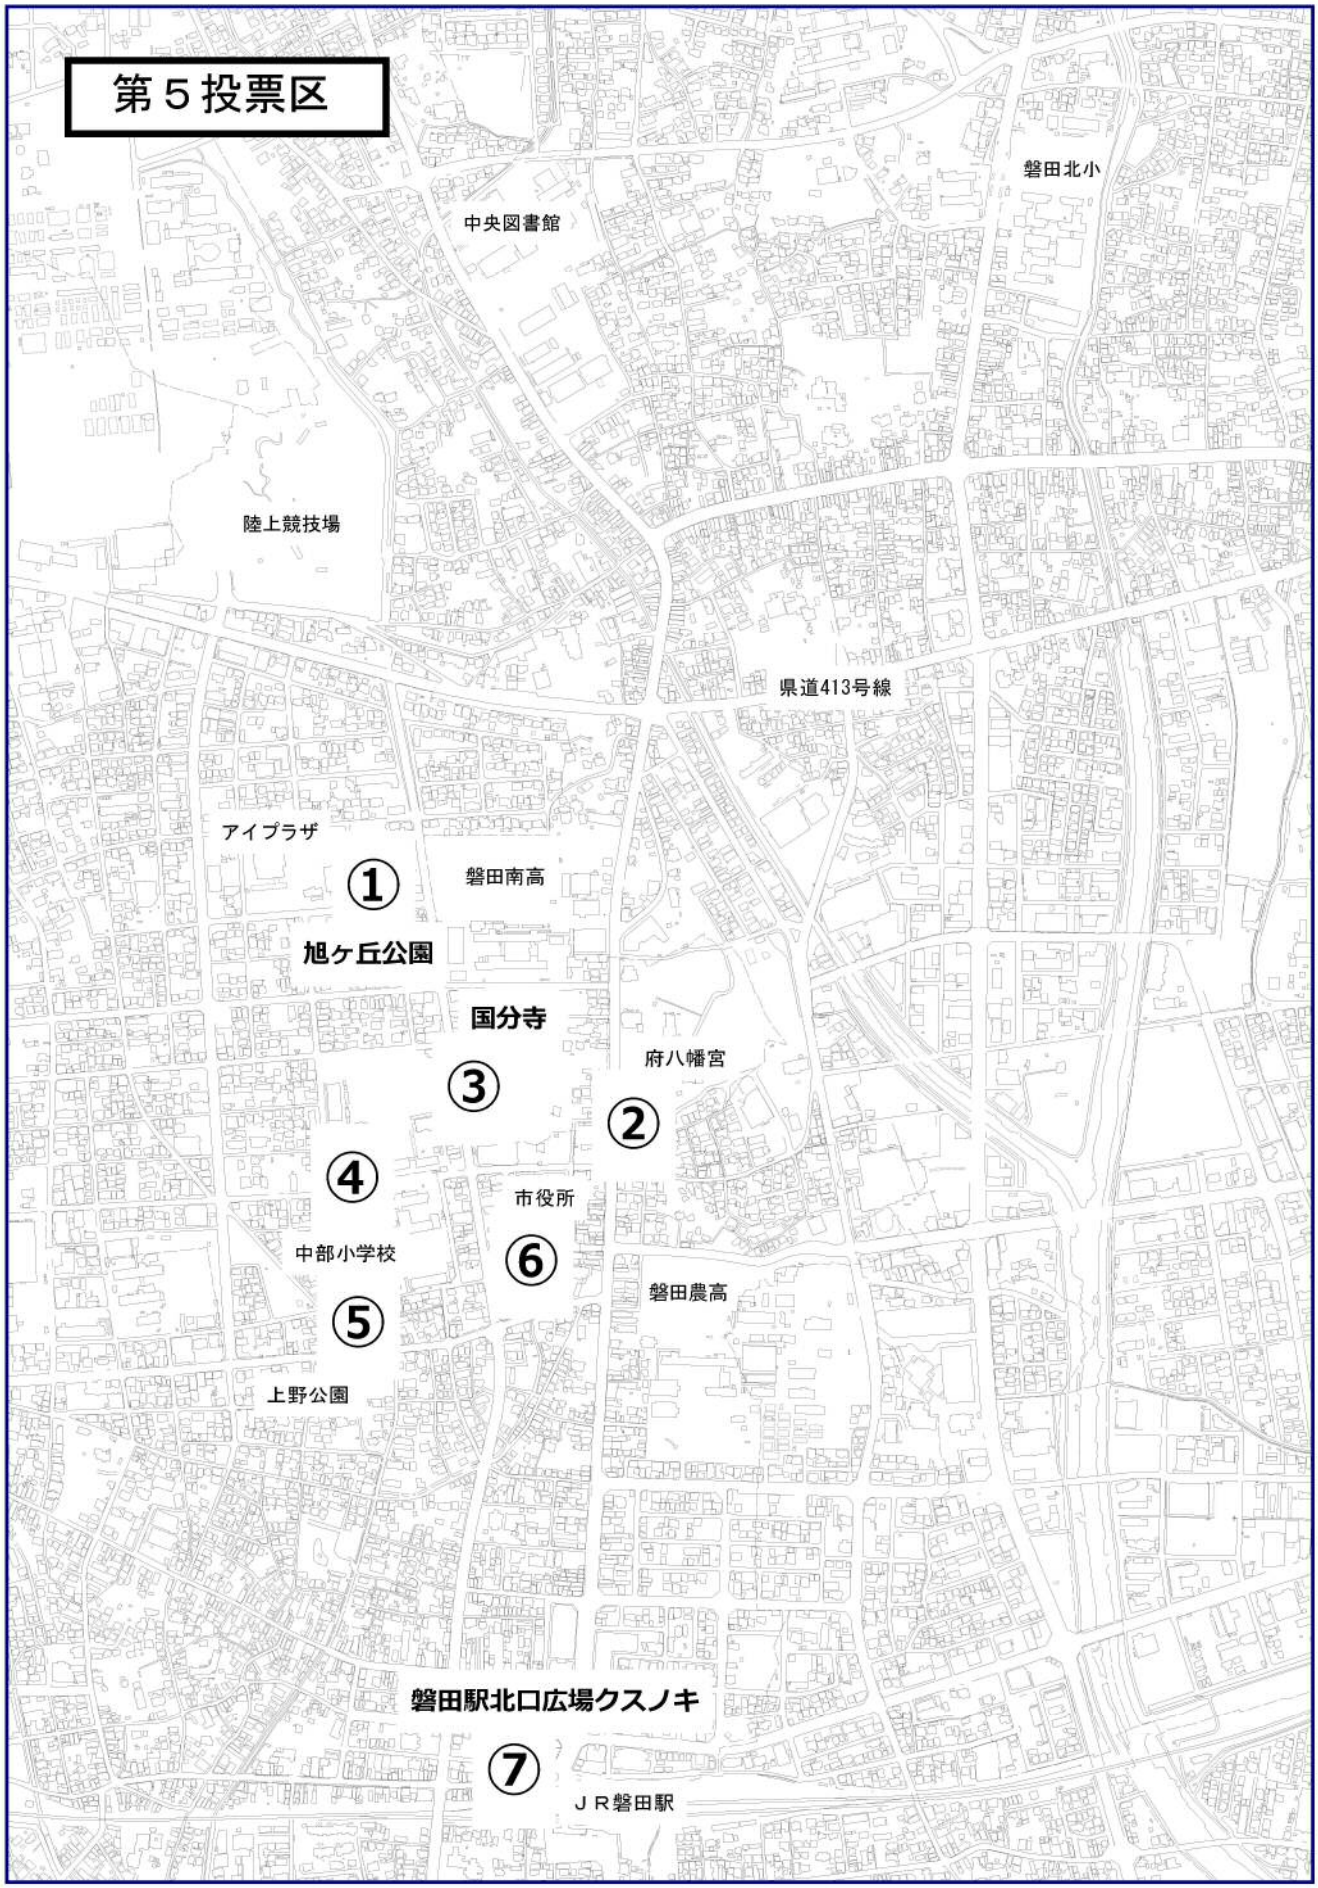 第５投票区
磐田北小
中央図書館
陸上競技場
県道413号線
アイプラザ
①
磐田南高
旭ヶ丘公園
国分寺
府八幡宮
③
②
④
市役所
中部小学校
⑥
磐田農高
⑤
上野公園
磐田駅北口広場クスノキ
⑦
ＪＲ磐田駅